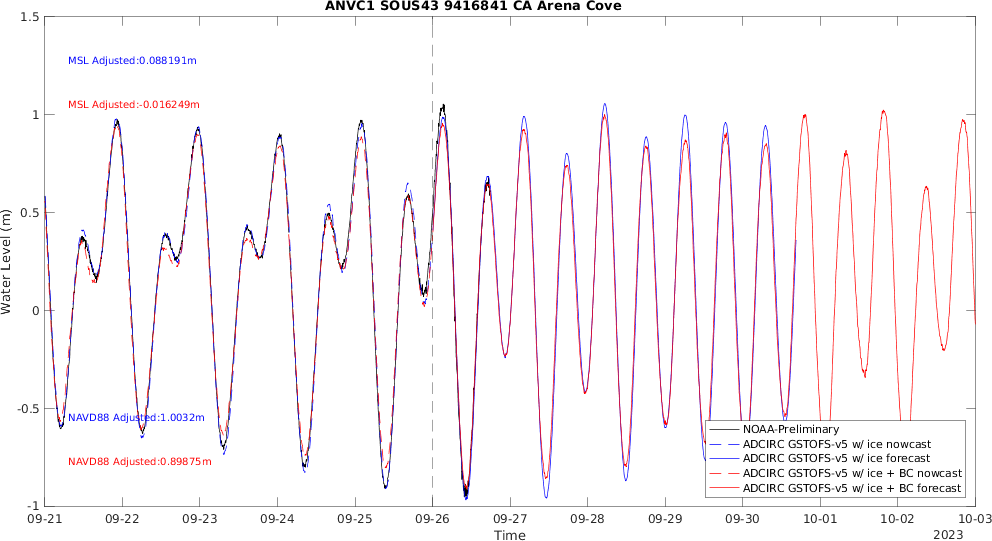 ANVC1 SOUS43 9416841 CA Arena Cove
1.5
1
0.5
0
-0.5
-1
Water Level (m)
MSL Adjusted:0.088191m
MSL Adjusted:-0.016249m
NAVD88 Adjusted:1.0032m
NAVD88 Adjusted:0.89875m
NOAA-Preliminary
ADCIRC GSTOFS-v5 w/ ice nowcast
ADCIRC GSTOFS-v5 w/ ice forecast
ADCIRC GSTOFS-v5 w/ ice + BC nowcast
ADCIRC GSTOFS-v5 w/ ice + BC forecast
09-21 09-22 09-23 09-24 09-25 09-26 09-27 09-28 09-29 09-30 10-01 10-02 10-03
Time
2023